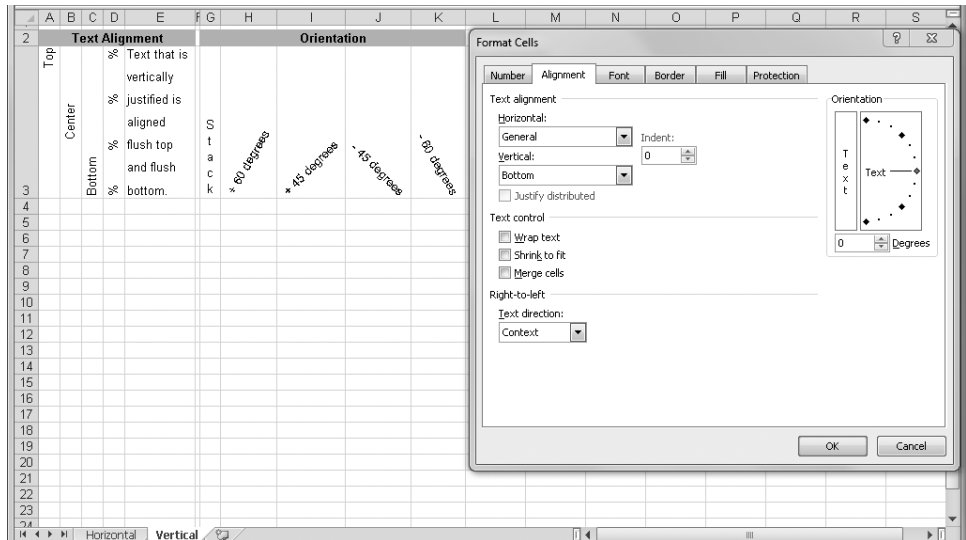 A B C D E F G H I J K L M N O P Q R S
2 Text Alignment Orientation
3
Top
Center
Bottom
%
%
%
%
Text that is
vertically
justified is
aligned
flush top
and flush
bottom.
S
t
a
c
k
+ 60 degrees
+ 45 degrees
- 45 degrees
- 60 degrees
4
5
6
7
8
9
10
11
12
13
14
15
16
17
18
19
20
21
22
23
24
Horizontal Vertical
Format Cells
Number Alignment Font Border Fill Protection
Text alignment
Horizontal:
General
Indent:
0
Vertical:
Bottom
Justify distributed
Text control
Wrap text
Shrink to fit
Merge cells
Right-to-left
Text direction:
Context
Orientation
T
e
x
t
Text
0 Degrees
OK Cancel